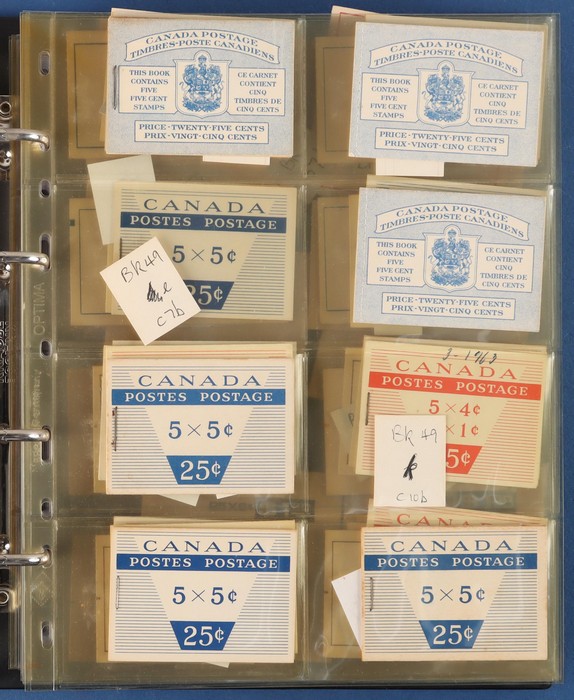 CANADA POSTAGE
TIMBRES-POSTE CANADIENS
THIS BOOK
CONTAINS
FIVE
FIVE CENT
STAMPS
CE CARNET
CONTIENT
CINQ
TIMBRES DE
CINQ CENTS
PRICE·TWENTY-FIVE CENTS
PRIX-VINGT-CINQ CENTS
CANADA POSTAGE
TIMBRES-POSTE CANADIENS
THIS BOOK
CONTAINS
FIVE
FIVE CENT
STAMPS
CE CARNET
CONTIENT
CINQ
TIMBRES DE
CINQ CENTS
PRICE·TWENTY-FIVE CENTS
PRIX-VINGT-CINQ CENTS
CANADA
POSTES POSTAGE
5×5¢
25¢
BK49
c7b
CANADA POSTAGE
TIMBRES-POSTE CANADIENS
THIS BOOK
CONTAINS
FIVE
FIVE CENT
STAMPS
CE CARNET
CONTIENT
CINQ
TIMBRES DE
CINQ CENTS
PRICE·TWENTY-FIVE CENTS
PRIX-VINGT-CINQ CENTS
OPTIMA
CANADA
POSTES POSTAGE
5×5¢
25¢
3-1963
CANADA
POSTES POSTAGE
5×4¢
×1¢
5¢
BK 49
k
c10b
CANADA
POSTES POSTAGE
5×5¢
25¢
CANADA
CANADA
POSTES POSTAGE
5×5¢
25¢